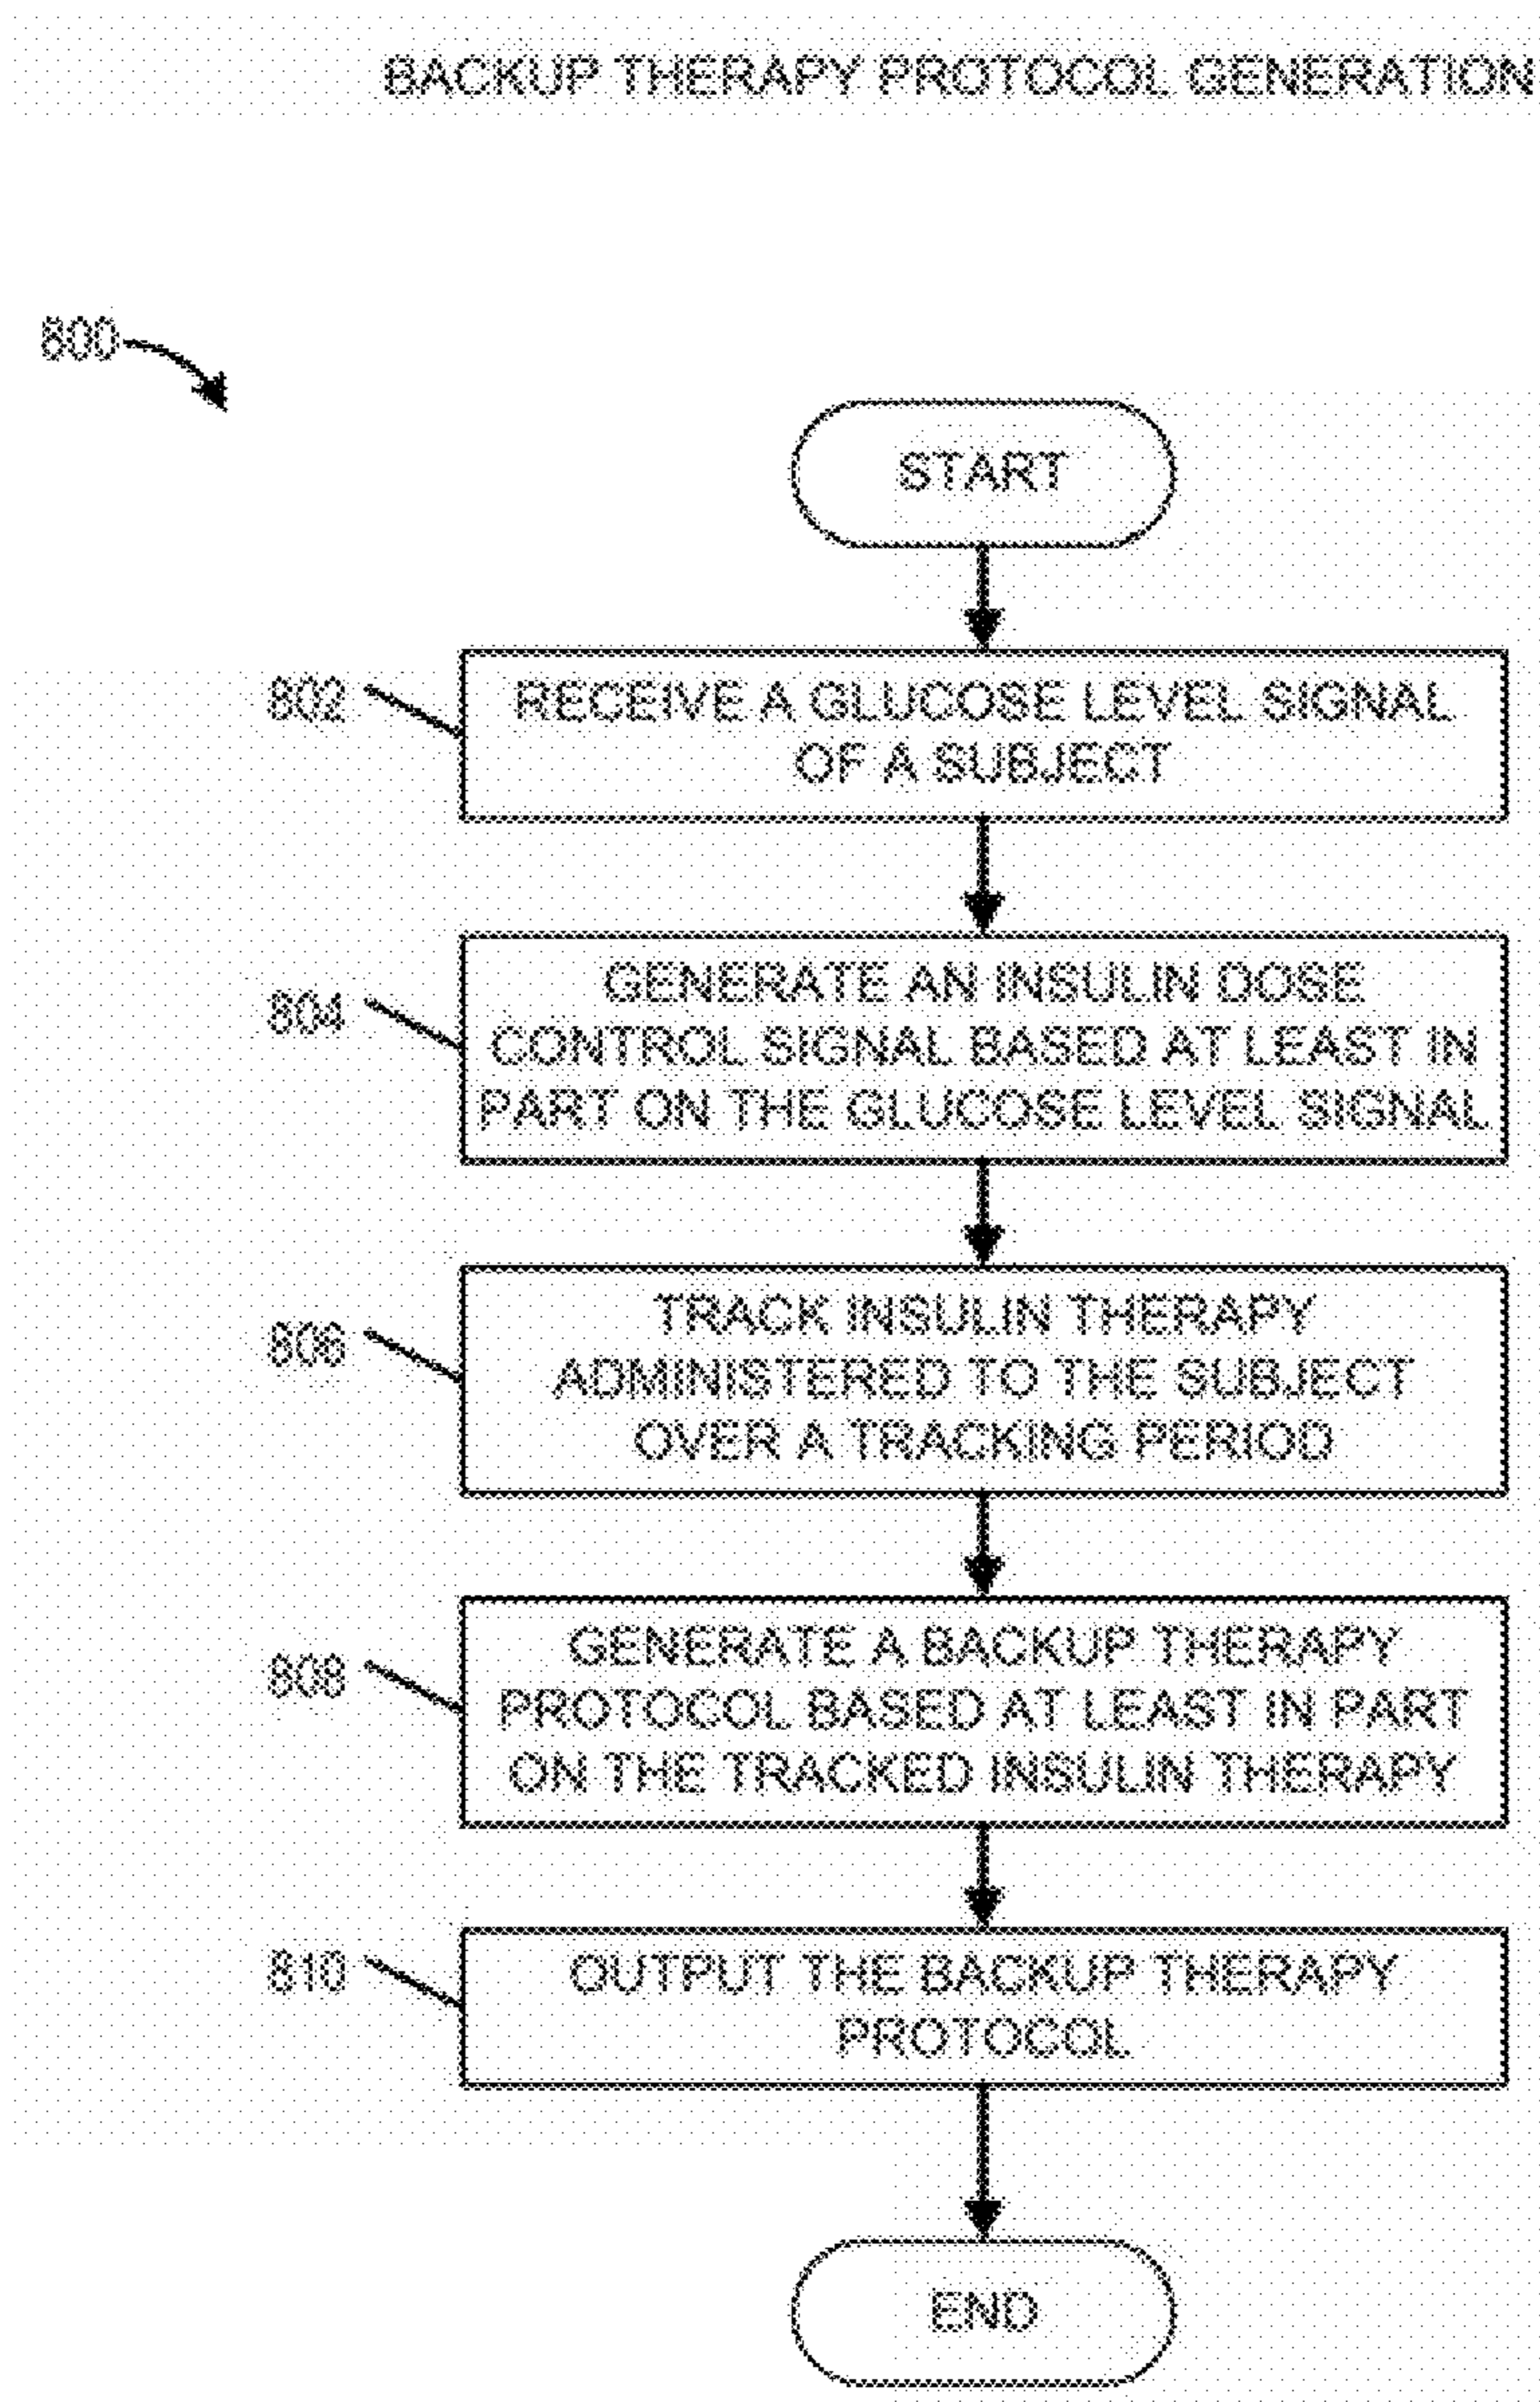 BACKUP THERAPY PROTOCOL GENERATION
800
START
802
RECEIVE A GLUCOSE LEVEL SIGNAL
OF A SUBJECT
804
GENERATE AN INSULIN DOSE
CONTROL SIGNAL BASED AT LEAST IN
PART ON THE GLUCOSE LEVEL SIGNAL
806
TRACK INSULIN THERAPY
ADMINISTERED TO THE SUBJECT
OVER A TRACKING PERIOD
808
GENERATE A BACKUP THERAPY
PROTOCOL BASED AT LEAST IN PART
ON THE TRACKED INSULIN THERAPY
810
OUTPUT THE BACKUP THERAPY
PROTOCOL
END